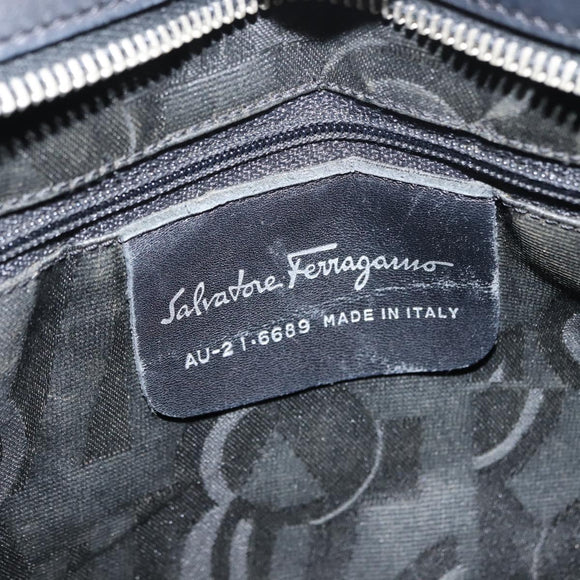 Salvatore Ferragamo
AU-21·6689 MADE IN ITALY